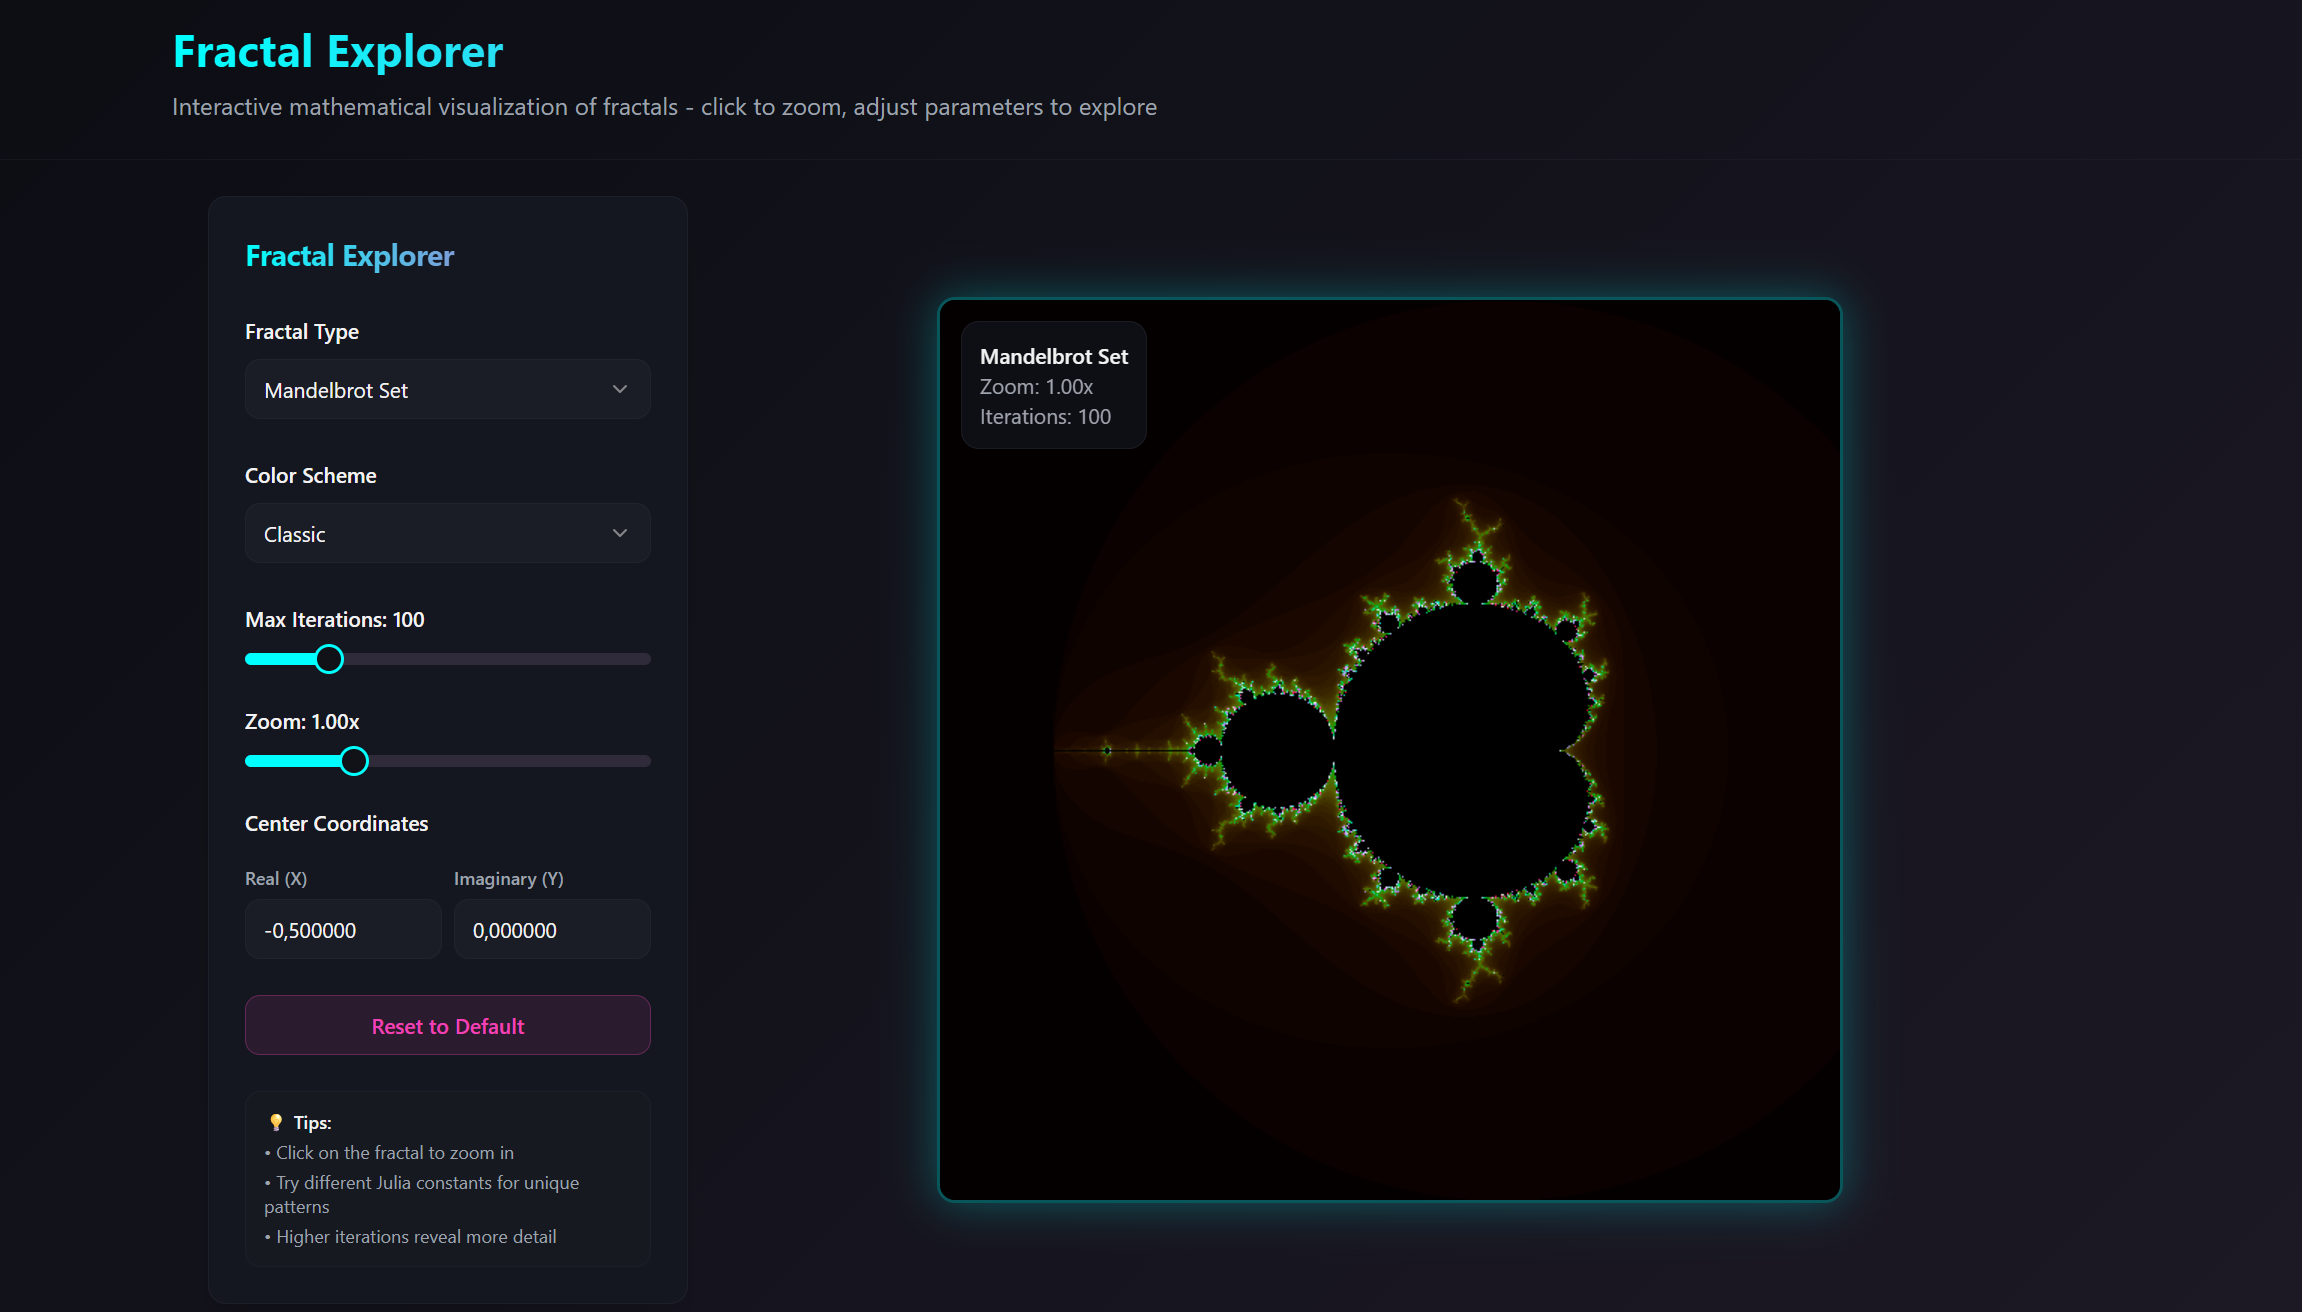 Fractal Explorer
Interactive mathematical visualization of fractals - click to zoom, adjust parameters to explore
Fractal Explorer
Fractal Type
Mandelbrot Set
Color Scheme
Classic
Max Iterations: 100
Zoom: 1.00x
Center Coordinates
Real (X)
Imaginary (Y)
-0,500000
0,000000
Reset to Default
💡 Tips:
• Click on the fractal to zoom in
• Try different Julia constants for unique
patterns
• Higher iterations reveal more detail
Mandelbrot Set
Zoom: 1.00x
Iterations: 100